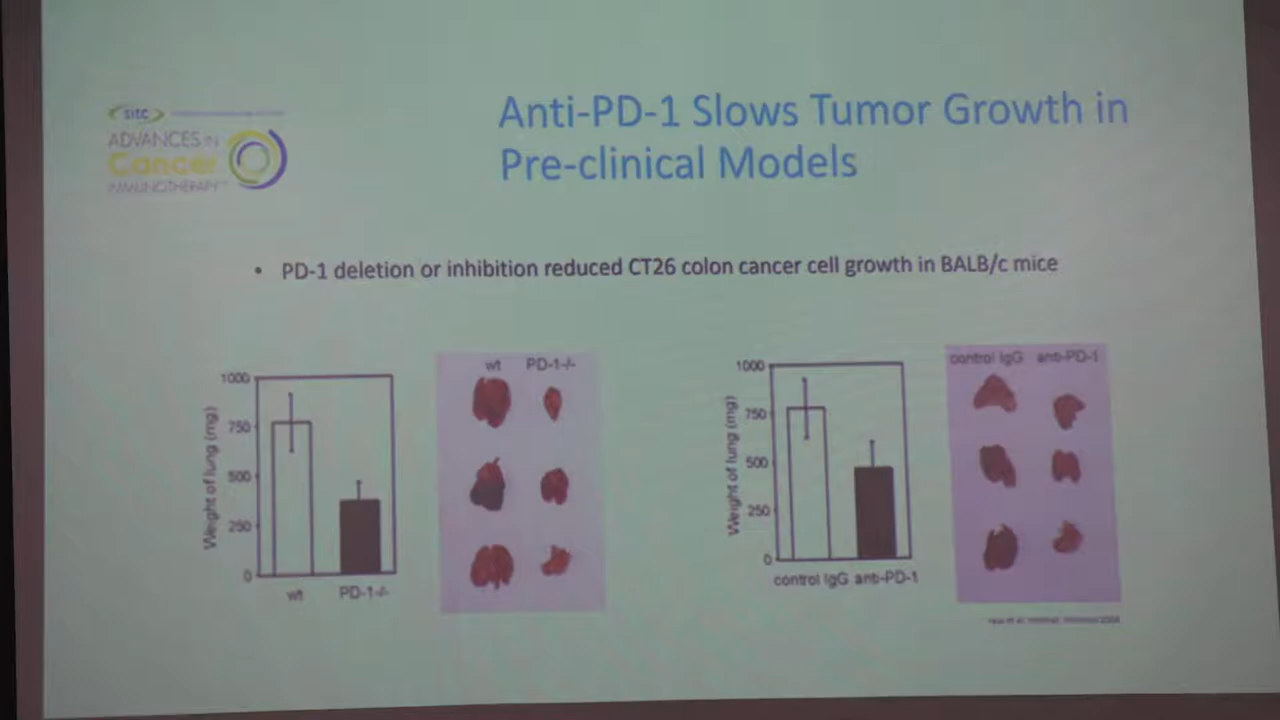 sitc
ADVANCES IN
Cancer
IMMUNOTHERAPY™
Anti-PD-1 Slows Tumor Growth in
Pre-clinical Models
• PD-1 deletion or inhibition reduced CT26 colon cancer cell growth in BALB/c mice
Weight of lung (mg)
1000
750
500
250
0
wt PD-1-/-
wt PD-1-/-
Weight of lung (mg)
1000
750
500
250
0
control IgG anti-PD-1
control IgG anti-PD-1